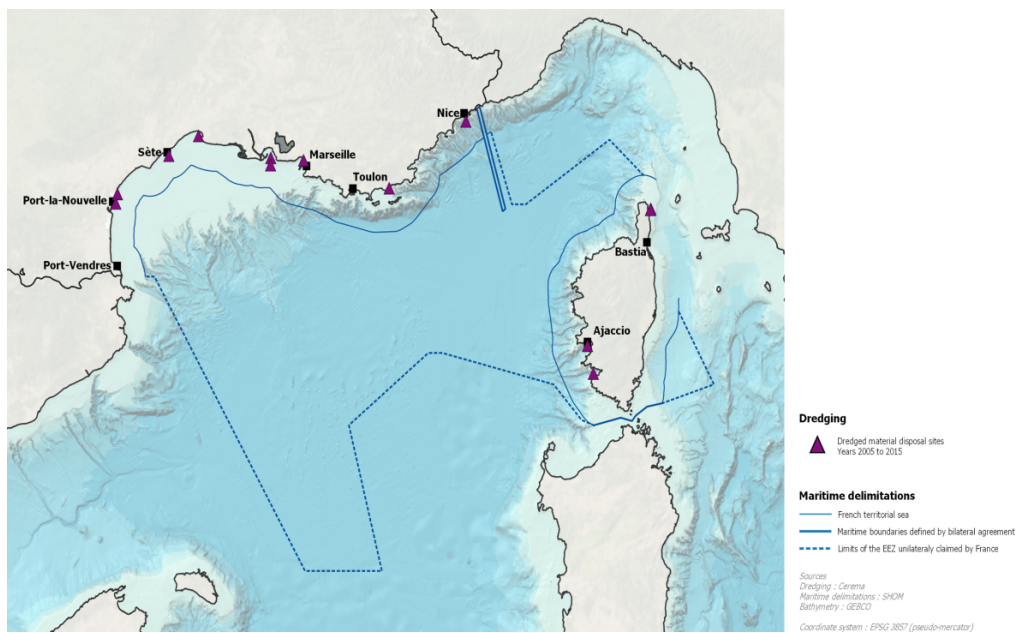 Nice
Sète
Marseille
Toulon
Port-la-Nouvelle
Bastia
Port-Vendres
Ajaccio
Dredging
Dredged material disposal sites
Years 2005 to 2015
Maritime delimitations
French territorial sea
Maritime boundaries defined by bilateral agreement
Limits of the EEZ unilateraly claimed by France
Sources
Dredging : Cerema
Maritime delimitations : SHOM
Bathymetry : GEBCO
Coordinate system : EPSG 3857 (pseudo-mercator)